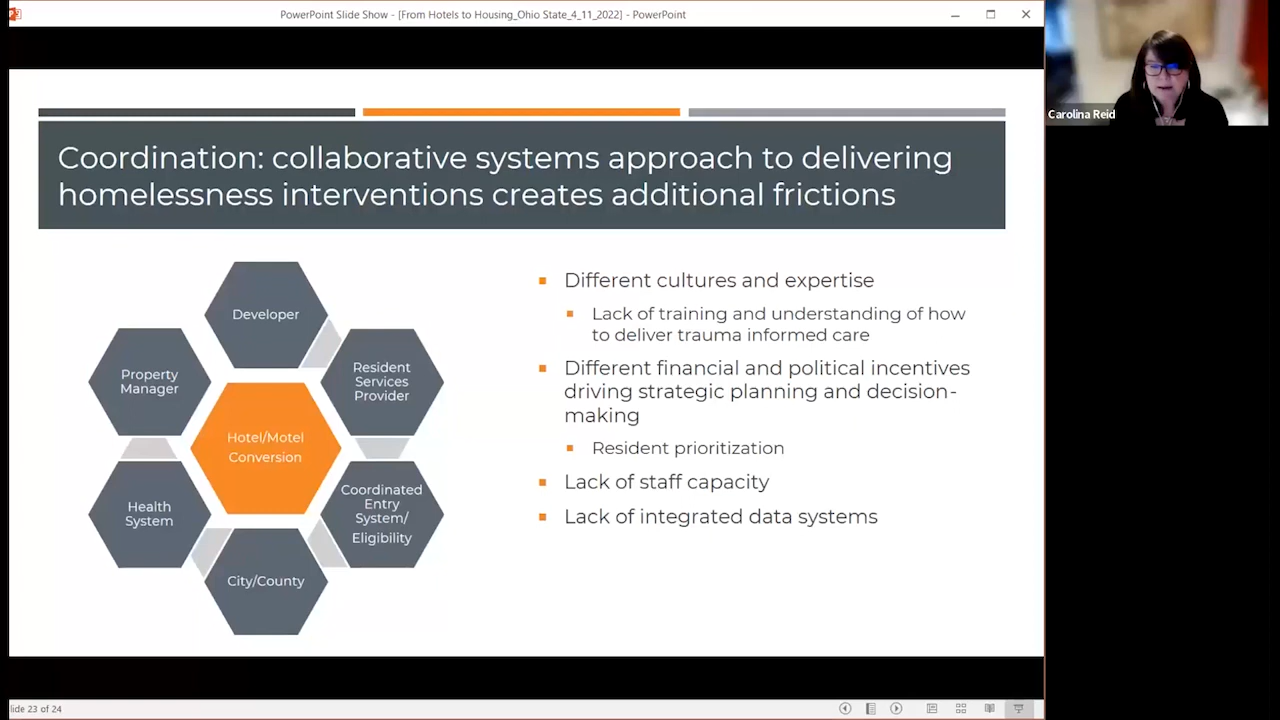 PowerPoint Slide Show - [From Hotels to Housing_Ohio State_4_11_2022] - PowerPoint
Carolina Reid
Coordination: collaborative systems approach to delivering
homelessness interventions creates additional frictions
Developer
Property
Manager
Resident
Services
Provider
Hotel/Motel
Conversion
Health
System
Coordinated
Entry
System/
Eligibility
City/County
Different cultures and expertise
Lack of training and understanding of how
to deliver trauma informed care
Different financial and political incentives
driving strategic planning and decision-
making
Resident prioritization
Lack of staff capacity
Lack of integrated data systems
lide 23 of 24